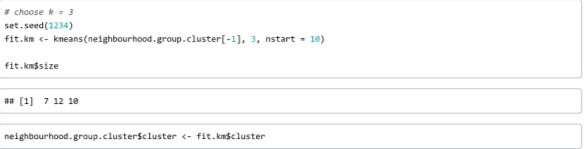 # choose k = 3
set.seed(1234)
fit.km <- kmeans(neighbourhood.group.cluster[-1], 3, nstart = 10)
fit.km$size
## [1]  7 12 10
neighbourhood.group.cluster$cluster <- fit.km$cluster